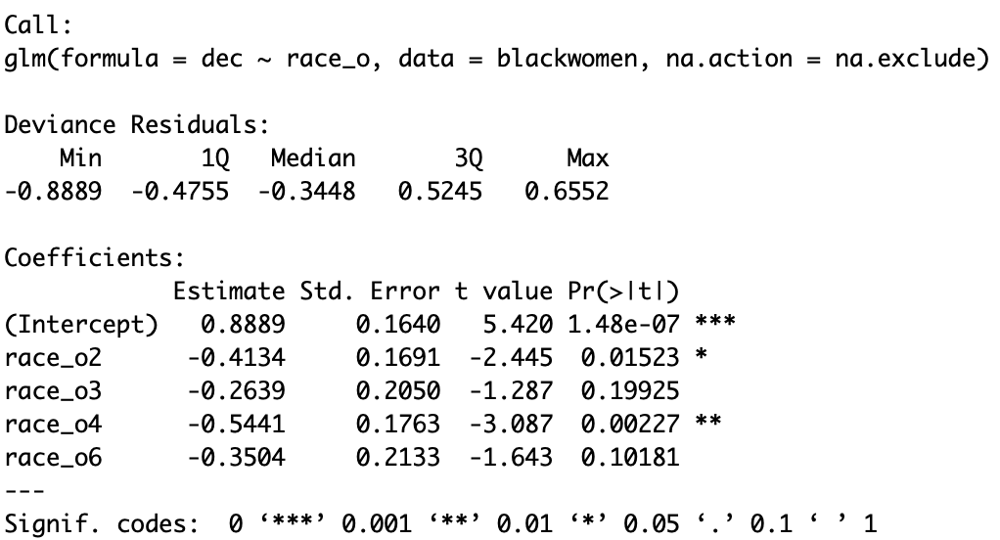 Call:
glm(formula = dec ~ race_o, data = blackwomen, na.action = na.exclude)
Deviance Residuals:
Min 1Q Median 3Q Max
-0.8889 -0.4755 -0.3448 0.5245 0.6552
Coefficients:
Estimate Std. Error t value Pr(>|t|)
(Intercept) 0.8889 0.1640 5.420 1.48e-07 ***
race_o2 -0.4134 0.1691 -2.445 0.01523 *
race_o3 -0.2639 0.2050 -1.287 0.19925
race_o4 -0.5441 0.1763 -3.087 0.00227 **
race_o6 -0.3504 0.2133 -1.643 0.10181
---
Signif. codes: 0 ‘***’ 0.001 ‘**’ 0.01 ‘*’ 0.05 ‘.’ 0.1 ‘ ’ 1